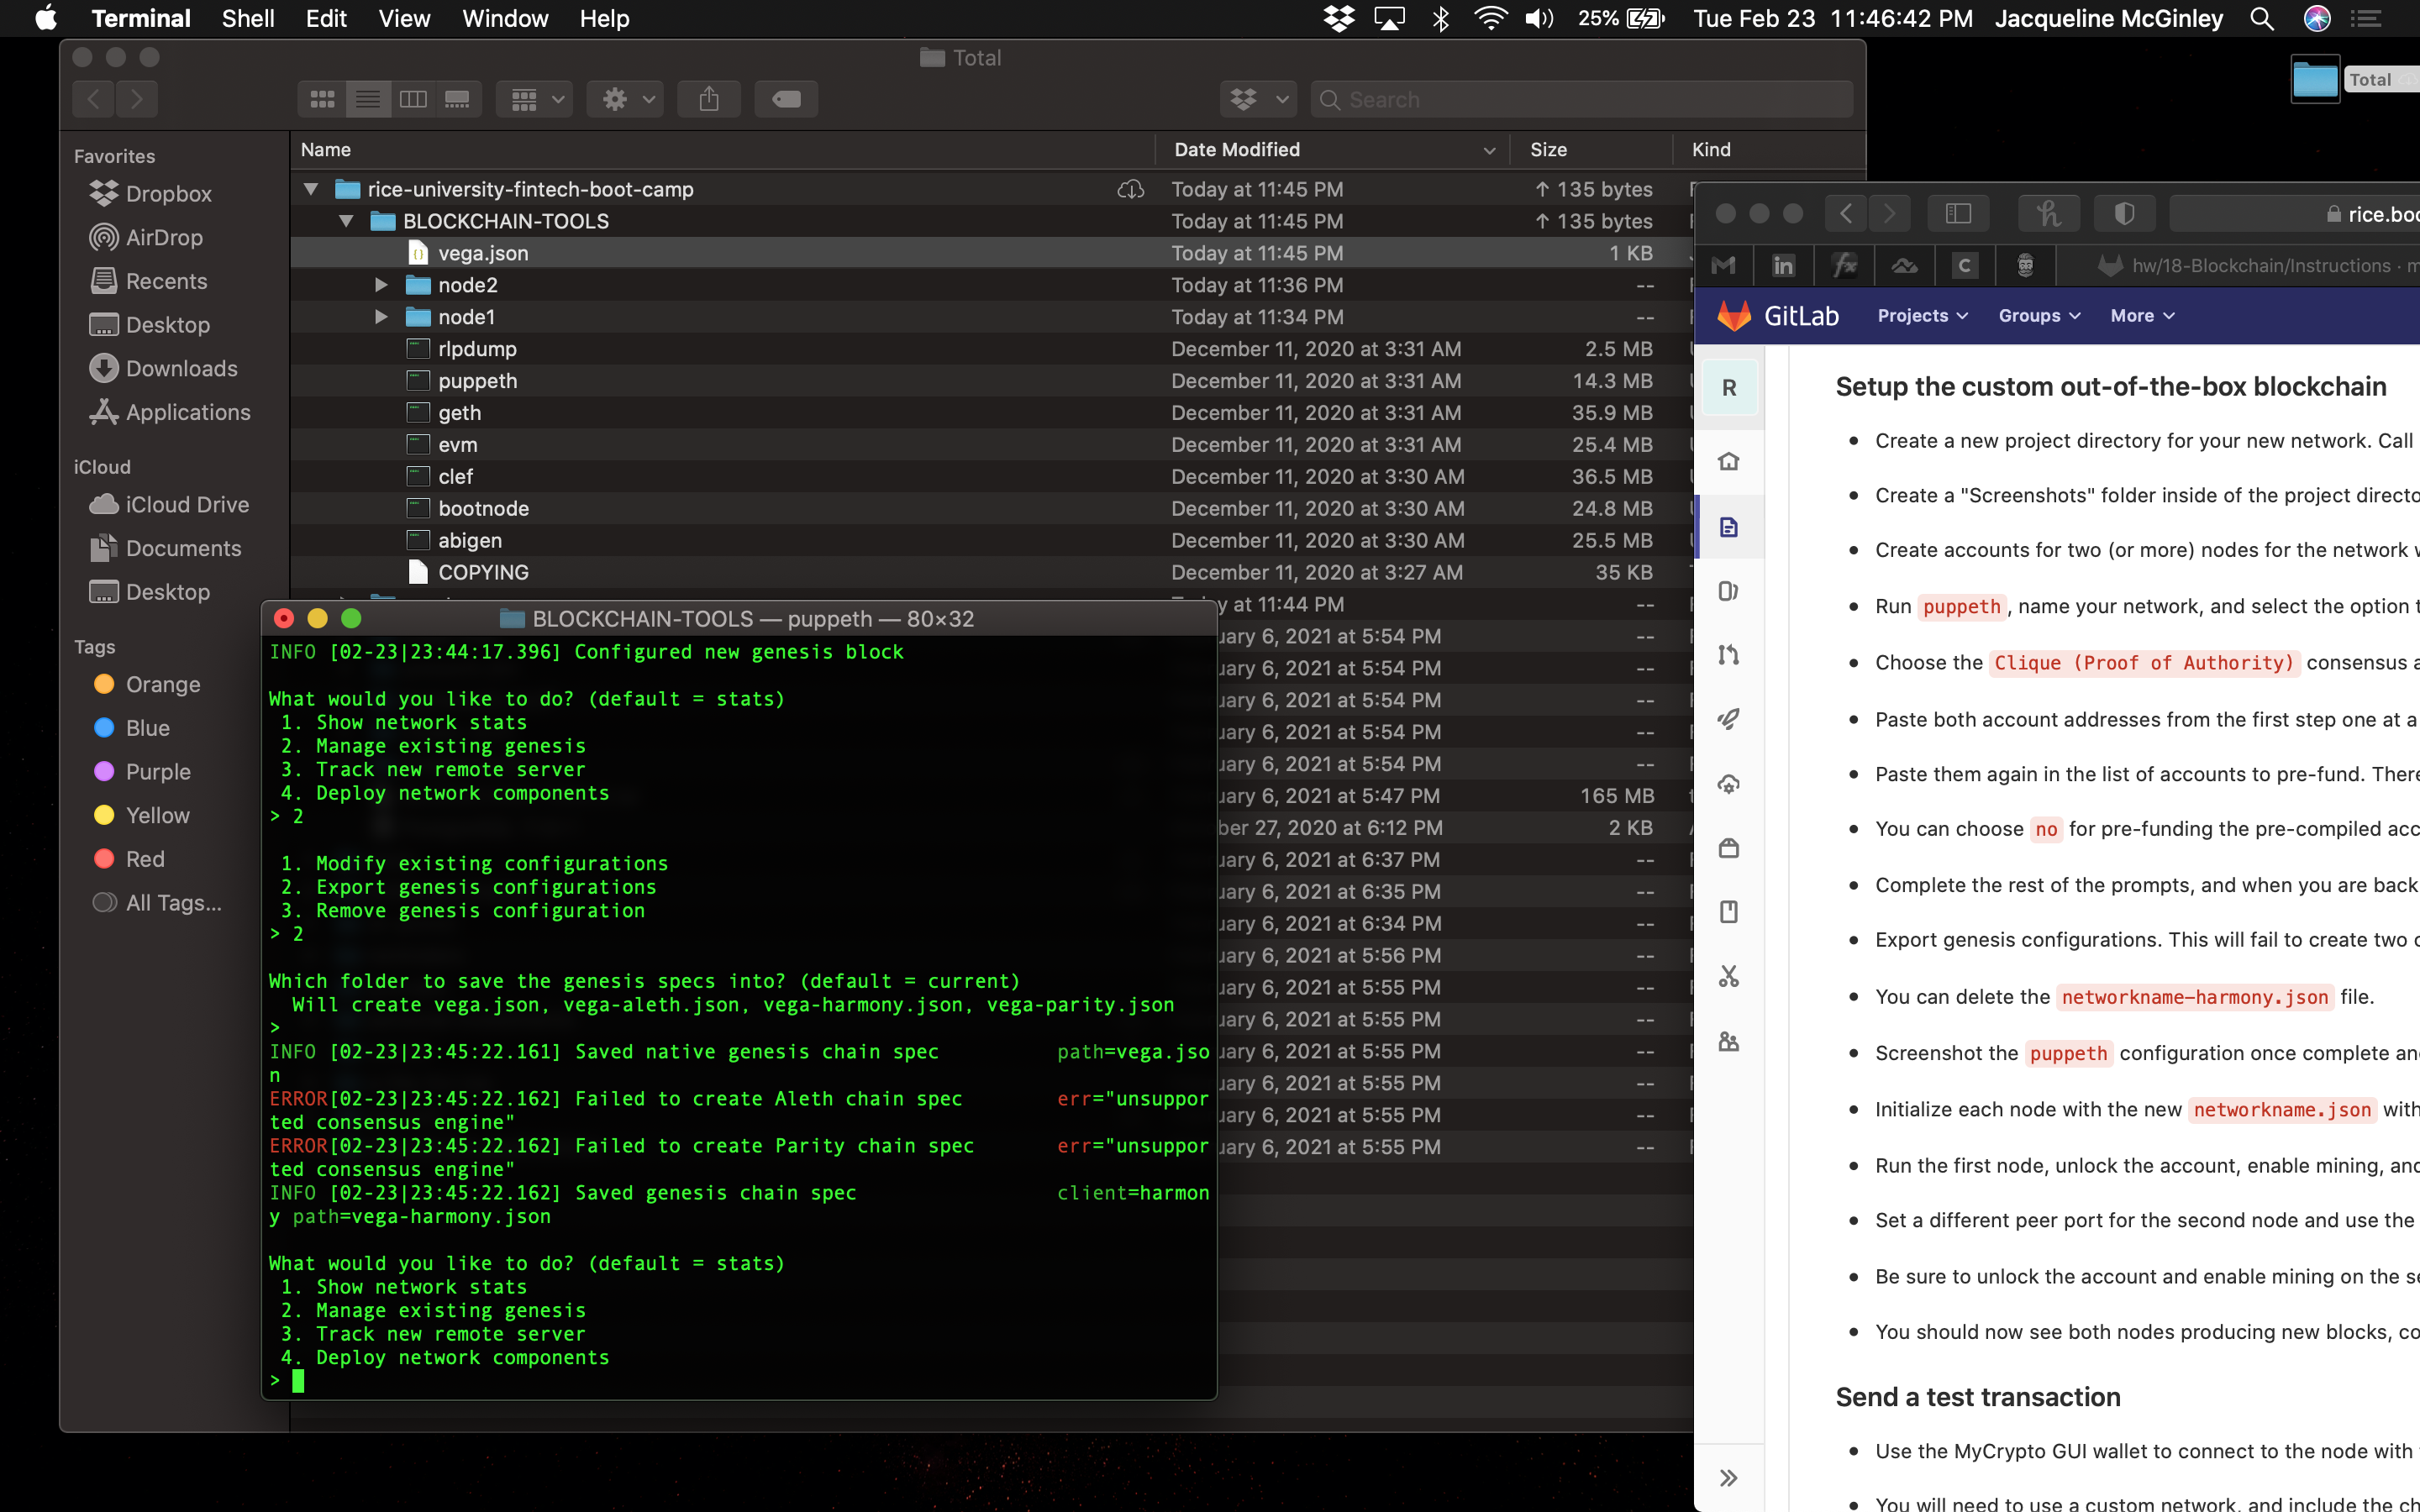 Terminal Shell Edit View Window Help 25% Tue Feb 23 11:46:42 PM Jacqueline McGinley
Total
Total
Search
Name Date Modified Size Kind
Favorites
Dropbox
AirDrop
Recents
Desktop
Downloads
Applications
iCloud
iCloud Drive
Documents
Desktop
Tags
Orange
Blue
Purple
Yellow
Red
All Tags...
rice-university-fintech-boot-camp Today at 11:45 PM ↑ 135 bytes
BLOCKCHAIN-TOOLS Today at 11:45 PM ↑ 135 bytes
vega.json Today at 11:45 PM 1 KB
node2 Today at 11:36 PM --
node1 Today at 11:34 PM --
rlpdump December 11, 2020 at 3:31 AM 2.5 MB
puppeth December 11, 2020 at 3:31 AM 14.3 MB
geth December 11, 2020 at 3:31 AM 35.9 MB
evm December 11, 2020 at 3:31 AM 25.4 MB
clef December 11, 2020 at 3:30 AM 36.5 MB
bootnode December 11, 2020 at 3:30 AM 24.8 MB
abigen December 11, 2020 at 3:30 AM 25.5 MB
COPYING December 11, 2020 at 3:27 AM 35 KB
y at 11:44 PM --
uary 6, 2021 at 5:54 PM --
uary 6, 2021 at 5:54 PM --
uary 6, 2021 at 5:54 PM --
uary 6, 2021 at 5:54 PM --
uary 6, 2021 at 5:54 PM --
uary 6, 2021 at 5:47 PM 165 MB
ber 27, 2020 at 6:12 PM 2 KB
uary 6, 2021 at 6:37 PM --
uary 6, 2021 at 6:35 PM --
uary 6, 2021 at 6:34 PM --
uary 6, 2021 at 5:56 PM --
uary 6, 2021 at 5:55 PM --
uary 6, 2021 at 5:55 PM --
uary 6, 2021 at 5:55 PM --
uary 6, 2021 at 5:55 PM --
uary 6, 2021 at 5:55 PM --
uary 6, 2021 at 5:55 PM --
BLOCKCHAIN-TOOLS — puppeth — 80×32
INFO [02-23|23:44:17.396] Configured new genesis block
What would you like to do? (default = stats)
1. Show network stats
2. Manage existing genesis
3. Track new remote server
4. Deploy network components
> 2
1. Modify existing configurations
2. Export genesis configurations
3. Remove genesis configuration
> 2
Which folder to save the genesis specs into? (default = current)
Will create vega.json, vega-aleth.json, vega-harmony.json, vega-parity.json
>
INFO [02-23|23:45:22.161] Saved native genesis chain spec path=vega.jso
n
ERROR[02-23|23:45:22.162] Failed to create Aleth chain spec err="unsuppor
ted consensus engine"
ERROR[02-23|23:45:22.162] Failed to create Parity chain spec err="unsuppor
ted consensus engine"
INFO [02-23|23:45:22.162] Saved genesis chain spec client=harmon
y path=vega-harmony.json
What would you like to do? (default = stats)
1. Show network stats
2. Manage existing genesis
3. Track new remote server
4. Deploy network components
>
rice.boo
hw/18-Blockchain/Instructions · m
GitLab Projects Groups More
R
Setup the custom out-of-the-box blockchain
• Create a new project directory for your new network. Call
• Create a "Screenshots" folder inside of the project directo
• Create accounts for two (or more) nodes for the network w
• Run puppeth, name your network, and select the option t
• Choose the Clique (Proof of Authority) consensus a
• Paste both account addresses from the first step one at a
• Paste them again in the list of accounts to pre-fund. There
• You can choose no for pre-funding the pre-compiled acc
• Complete the rest of the prompts, and when you are back
• Export genesis configurations. This will fail to create two o
• You can delete the networkname-harmony.json file.
• Screenshot the puppeth configuration once complete and
• Initialize each node with the new networkname.json with
• Run the first node, unlock the account, enable mining, and
• Set a different peer port for the second node and use the
• Be sure to unlock the account and enable mining on the se
• You should now see both nodes producing new blocks, co
Send a test transaction
• Use the MyCrypto GUI wallet to connect to the node with
• You will need to use a custom network, and include the ch